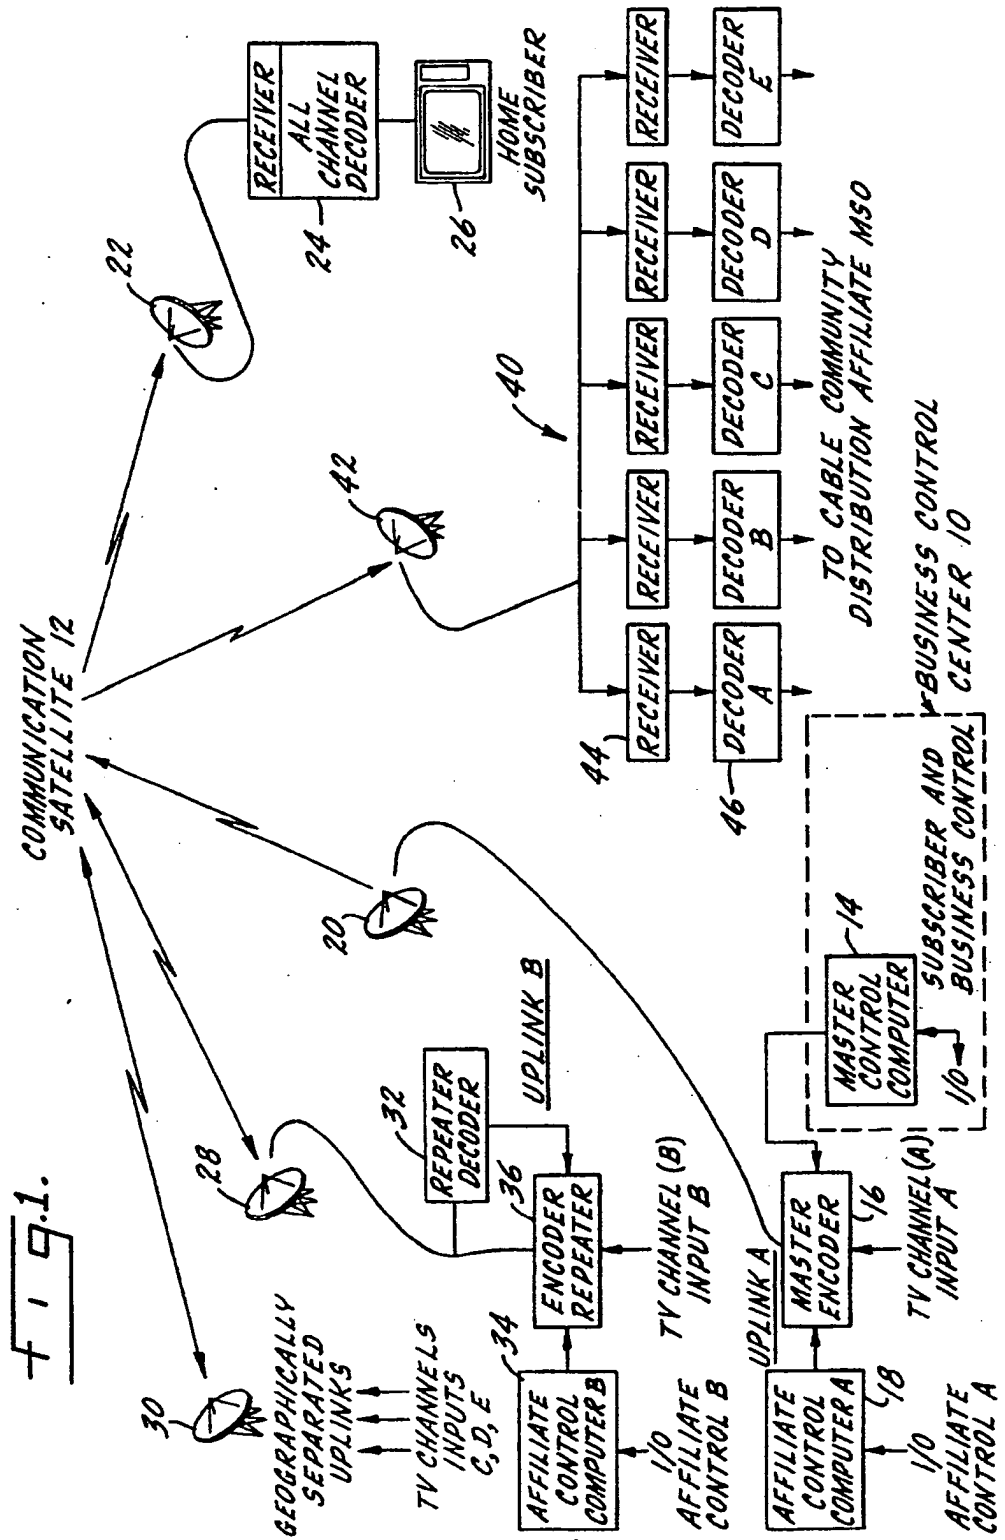 Fig.1.
COMMUNICATION
SATELLITE 12
30
GEOGRAPHICALLY
SEPARATED
UPLINKS
TV CHANNELS
INPUTS
C, D, E
28
20
42
22
RECEIVER
ALL
CHANNEL
DECODER
24
26
HOME
SUBSCRIBER
REPEATER
DECODER
32
UPLINK B
AFFILIATE
CONTROL
COMPUTER B
34
ENCODER
REPEATER
36
I/O
AFFILIATE
CONTROL B
TV CHANNEL (B)
INPUT B
40
RECEIVER
RECEIVER
RECEIVER
RECEIVER
RECEIVER
44
DECODER
A
DECODER
B
DECODER
C
DECODER
D
DECODER
E
46
TO CABLE COMMUNITY
DISTRIBUTION AFFILIATE MSO
UPLINK A
AFFILIATE
CONTROL
COMPUTER A
18
MASTER
ENCODER
16
I/O
AFFILIATE
CONTROL A
TV CHANNEL (A)
INPUT A
MASTER
CONTROL
COMPUTER
14
I/O
SUBSCRIBER AND
BUSINESS CONTROL
BUSINESS CONTROL
CENTER 10